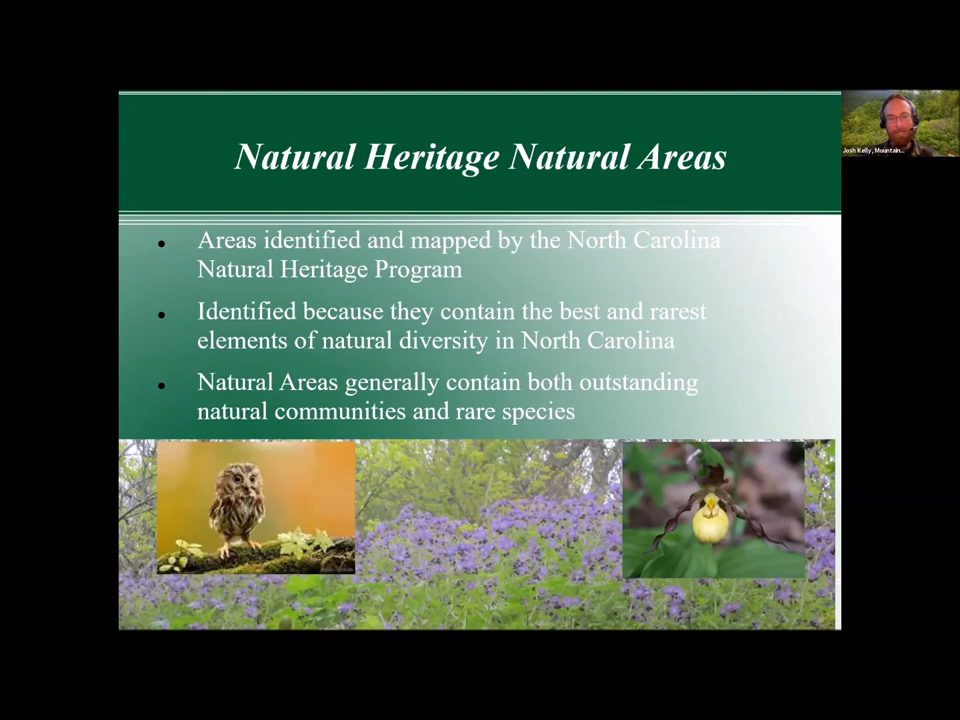 Natural Heritage Natural Areas
Josh Kelly, Mountain...
Areas identified and mapped by the North Carolina
Natural Heritage Program
Identified because they contain the best and rarest
elements of natural diversity in North Carolina
Natural Areas generally contain both outstanding
natural communities and rare species